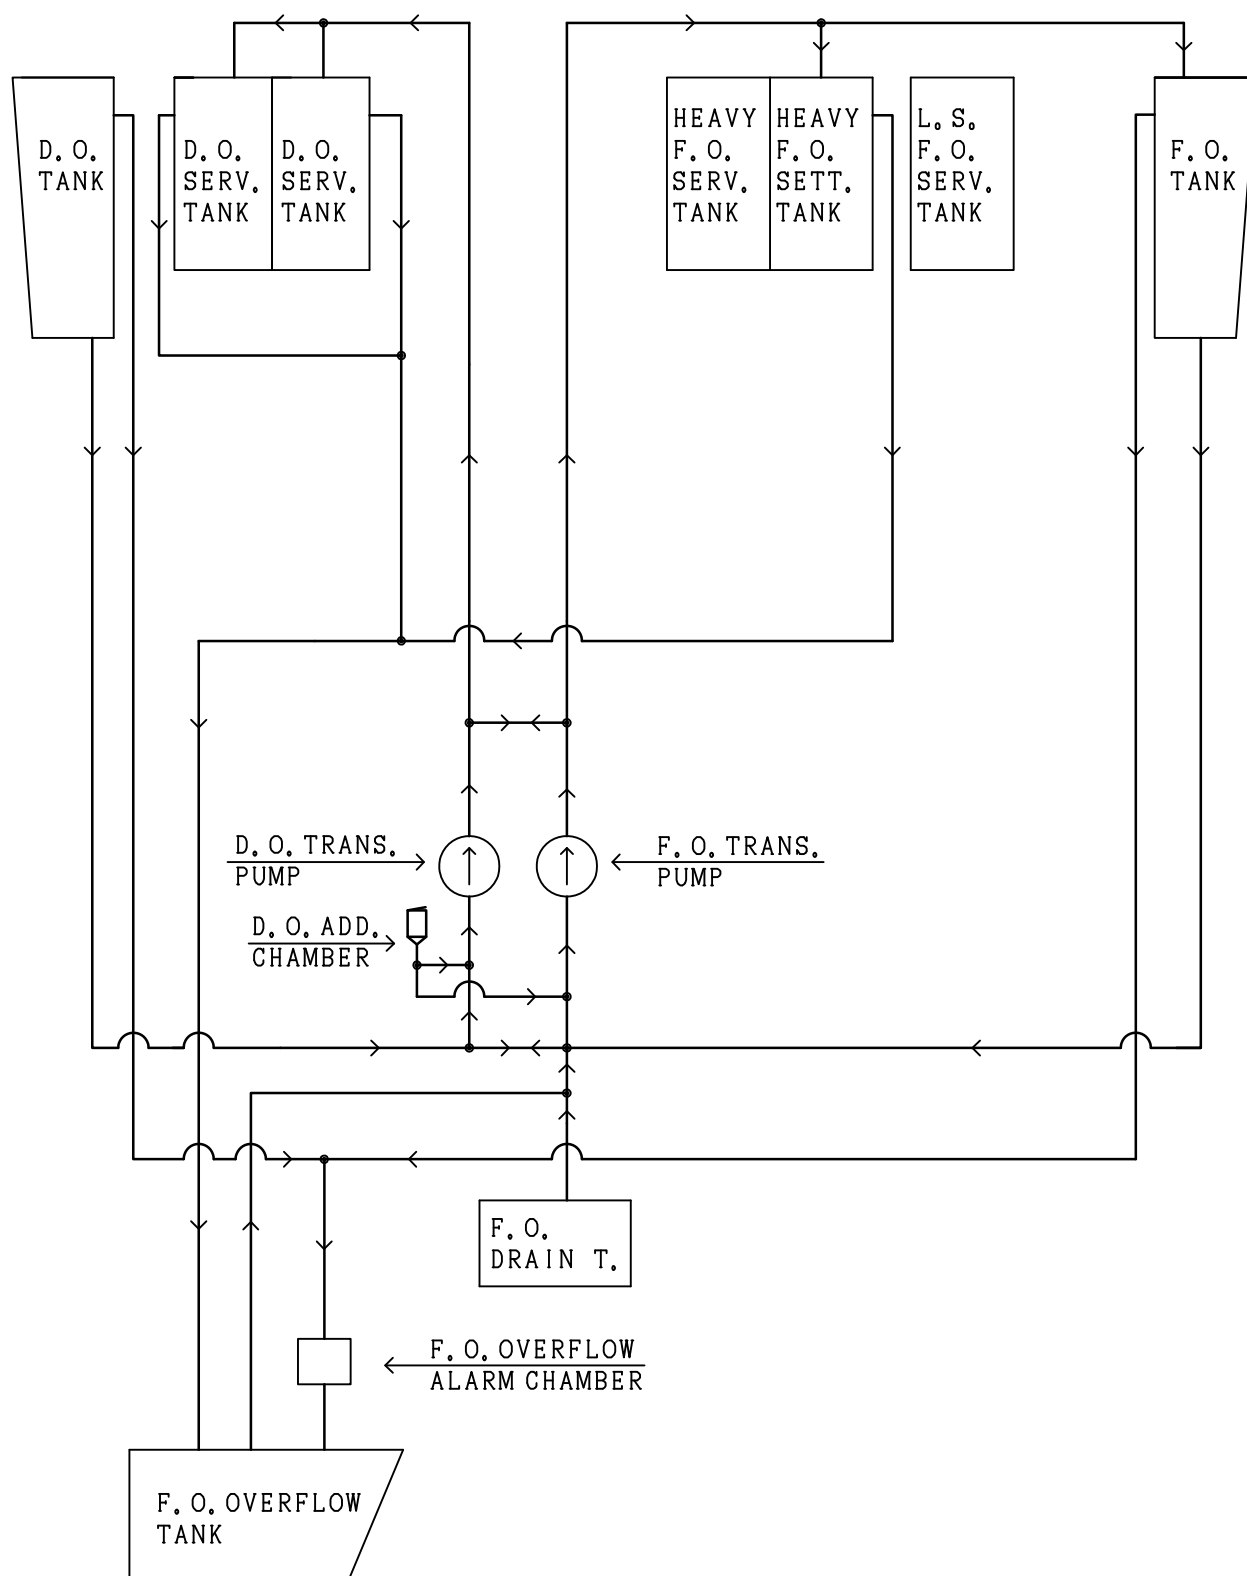 D. O.
TANK
D. O.
SERV.
TANK
D. O.
SERV.
TANK
HEAVY
F. O.
SERV.
TANK
HEAVY
F. O.
SETT.
TANK
L. S.
F. O.
SERV.
TANK
F. O.
TANK
D. O. TRANS.
PUMP
F. O. TRANS.
PUMP
D. O. ADD.
CHAMBER
F. O.
DRAIN T.
F. O. OVERFLOW
ALARM CHAMBER
F. O. OVERFLOW
TANK